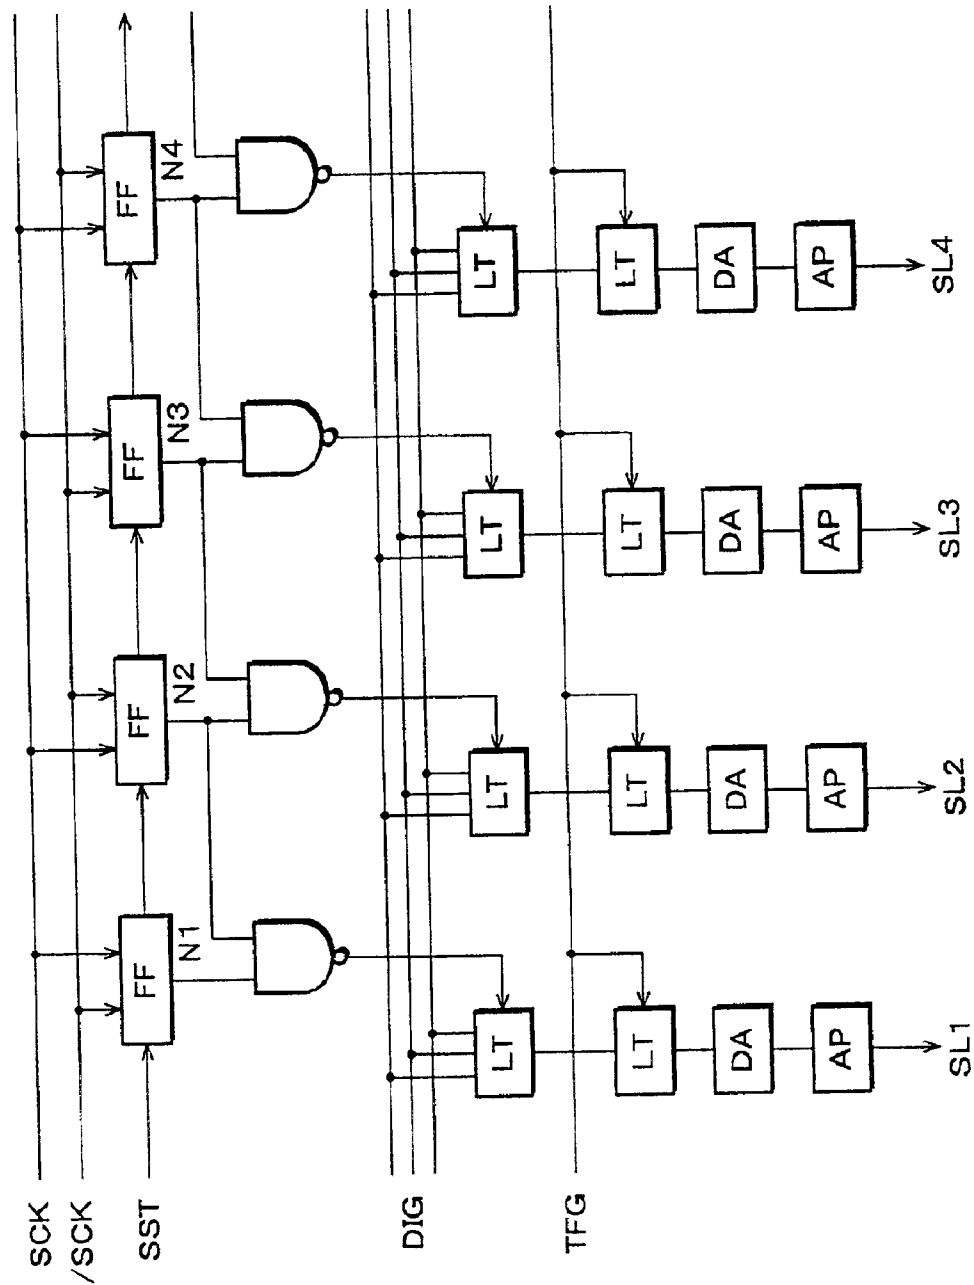 SCK
/SCK
SST
FF
FF
FF
FF
N1
N2
N3
N4
DIG
LT
LT
LT
LT
TFG
LT
LT
LT
LT
DA
DA
DA
DA
AP
AP
AP
AP
SL1
SL2
SL3
SL4